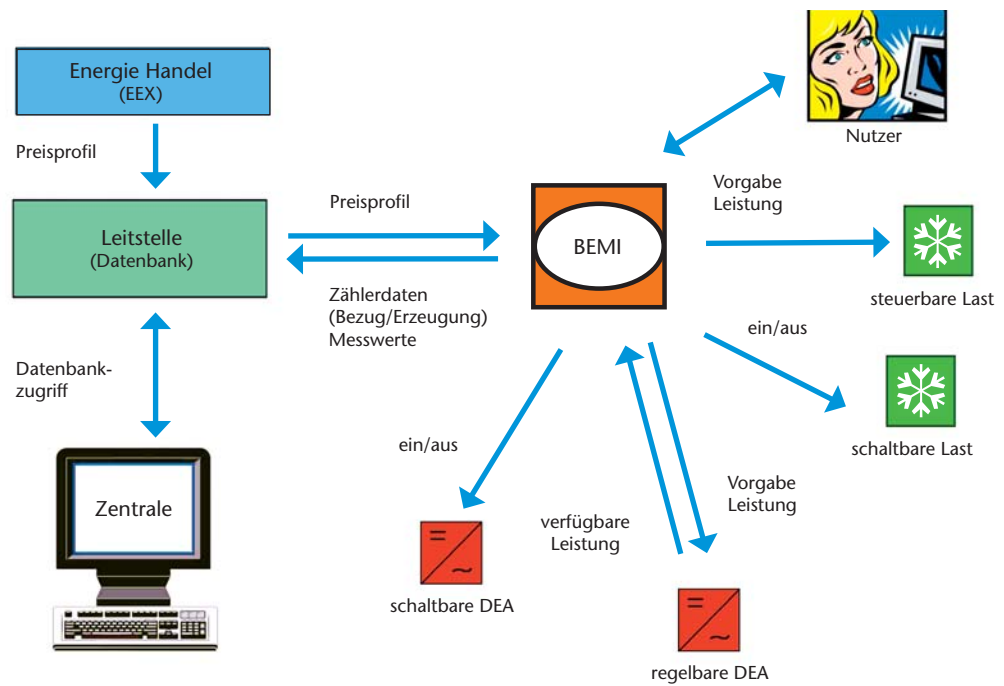 Energie Handel
(EEX)
Preisprofil
Leitstelle
(Datenbank)
Datenbank-
zugriff
Zentrale
Preisprofil
Zählerdaten
(Bezug/Erzeugung)
Messwerte
BEMI
Nutzer
Vorgabe
Leistung
steuerbare Last
ein/aus
schaltbare Last
ein/aus
schaltbare DEA
verfügbare
Leistung
Vorgabe
Leistung
regelbare DEA